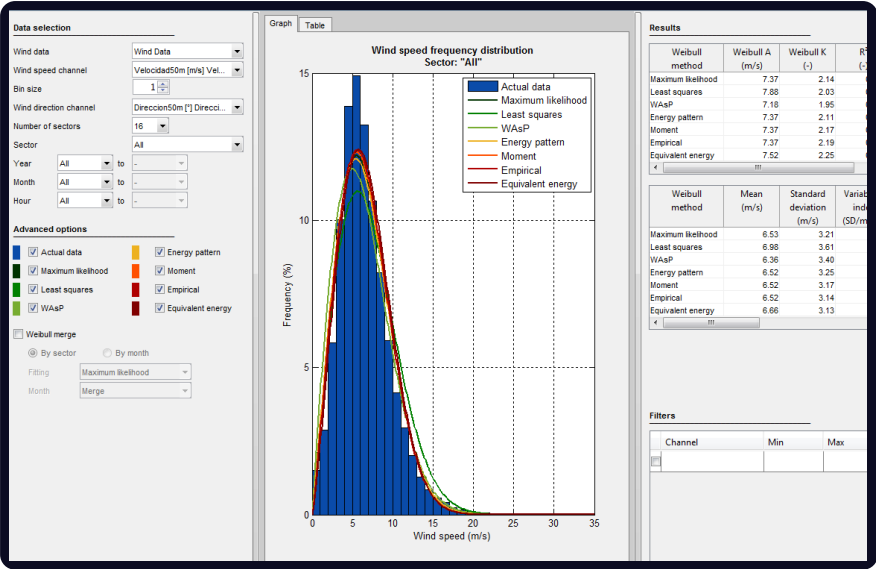 Data selection
Wind data Wind Data
Wind speed channel Velocidad50m [m/s] Vel...
Bin size 1
Wind direction channel Direccion50m [°] Direcci...
Number of sectors 16
Sector All
Year All to -
Month All to -
Hour All to -
Advanced options
Actual data Energy pattern
Maximum likelihood Moment
Least squares Empirical
WAsP Equivalent energy
Weibull merge
By sector By month
Fitting Maximum likelihood
Month Merge
Graph Table
Wind speed frequency distribution
Sector: "All"
Actual data
Maximum likelihood
Least squares
WAsP
Energy pattern
Moment
Empirical
Equivalent energy
Frequency (%)
15
10
5
0
0 5 10 15 20 25 30 35
Wind speed (m/s)
Results
Weibull Weibull A Weibull K
method (m/s) (-) (-)
Maximum likelihood 7.37 2.14
Least squares 7.88 2.03
WAsP 7.18 1.95
Energy pattern 7.37 2.11
Moment 7.37 2.17
Empirical 7.37 2.19
Equivalent energy 7.52 2.25
Weibull Mean Standard
method (m/s) deviation
(m/s) (SD/m
Maximum likelihood 6.53 3.21
Least squares 6.98 3.61
WAsP 6.36 3.40
Energy pattern 6.52 3.25
Moment 6.52 3.17
Empirical 6.52 3.14
Equivalent energy 6.66 3.13
Filters
Channel Min Max